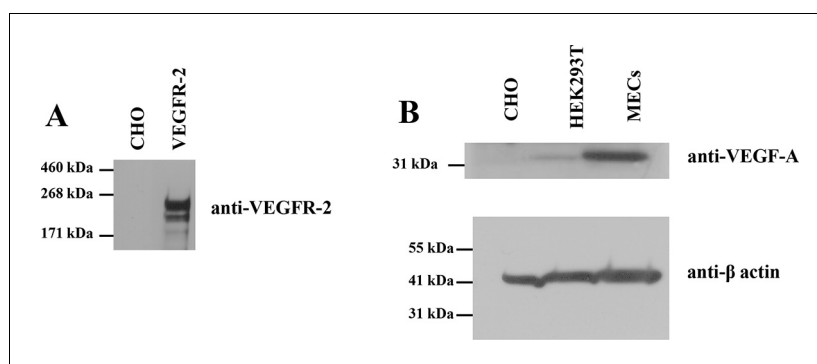 A
CHO
VEGFR-2
460 kDa
268 kDa
171 kDa
anti-VEGFR-2
B
CHO
HEK293T
MECs
31 kDa
anti-VEGF-A
55 kDa
41 kDa
31 kDa
anti-β actin